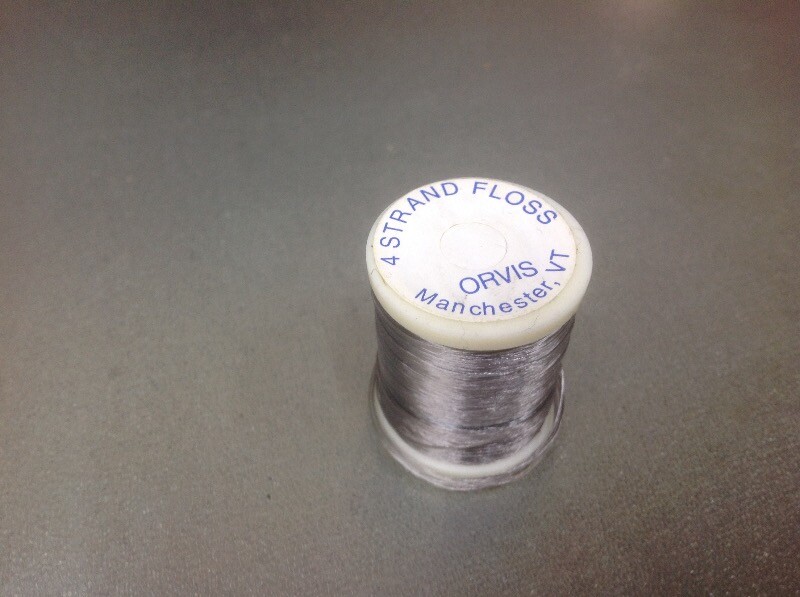 4 STRAND FLOSS
ORVIS
Manchester, VT